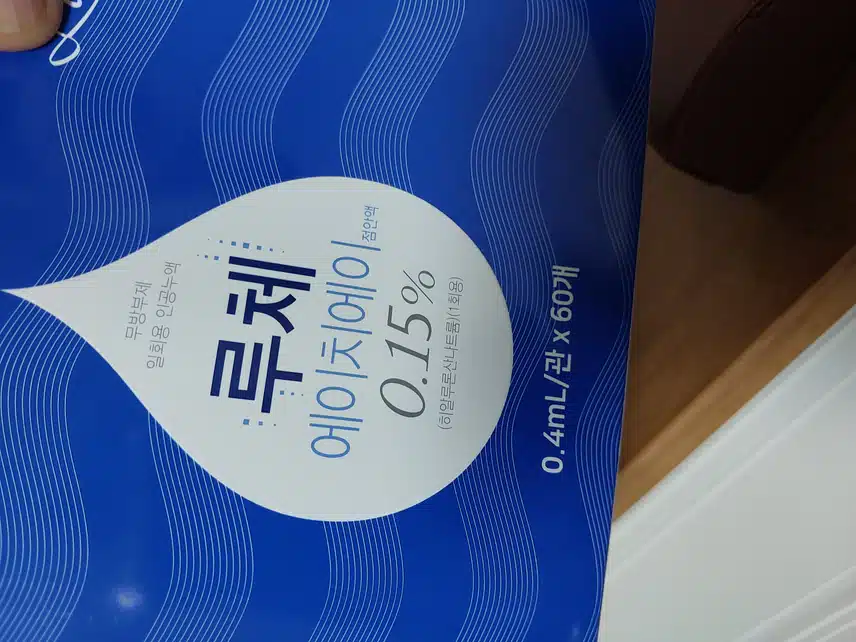 무방부제
일회용 인공누액
루체
에이치에이 점안액
0.15%
(히알루론산나트륨)(1회용)
0.4mL/관 x 60개